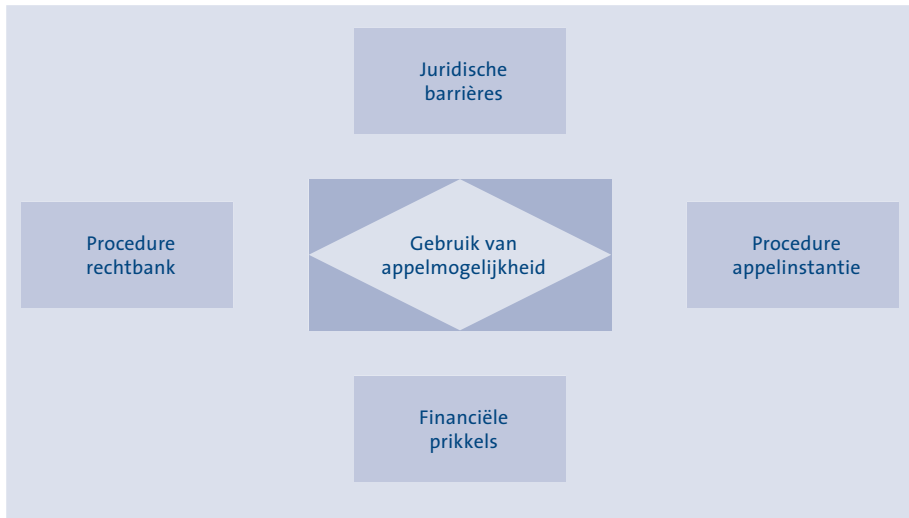 Juridische
barrières
Procedure
rechtbank
Gebruik van
appelmogelijkheid
Procedure
appelinstantie
Financiële
prikkels